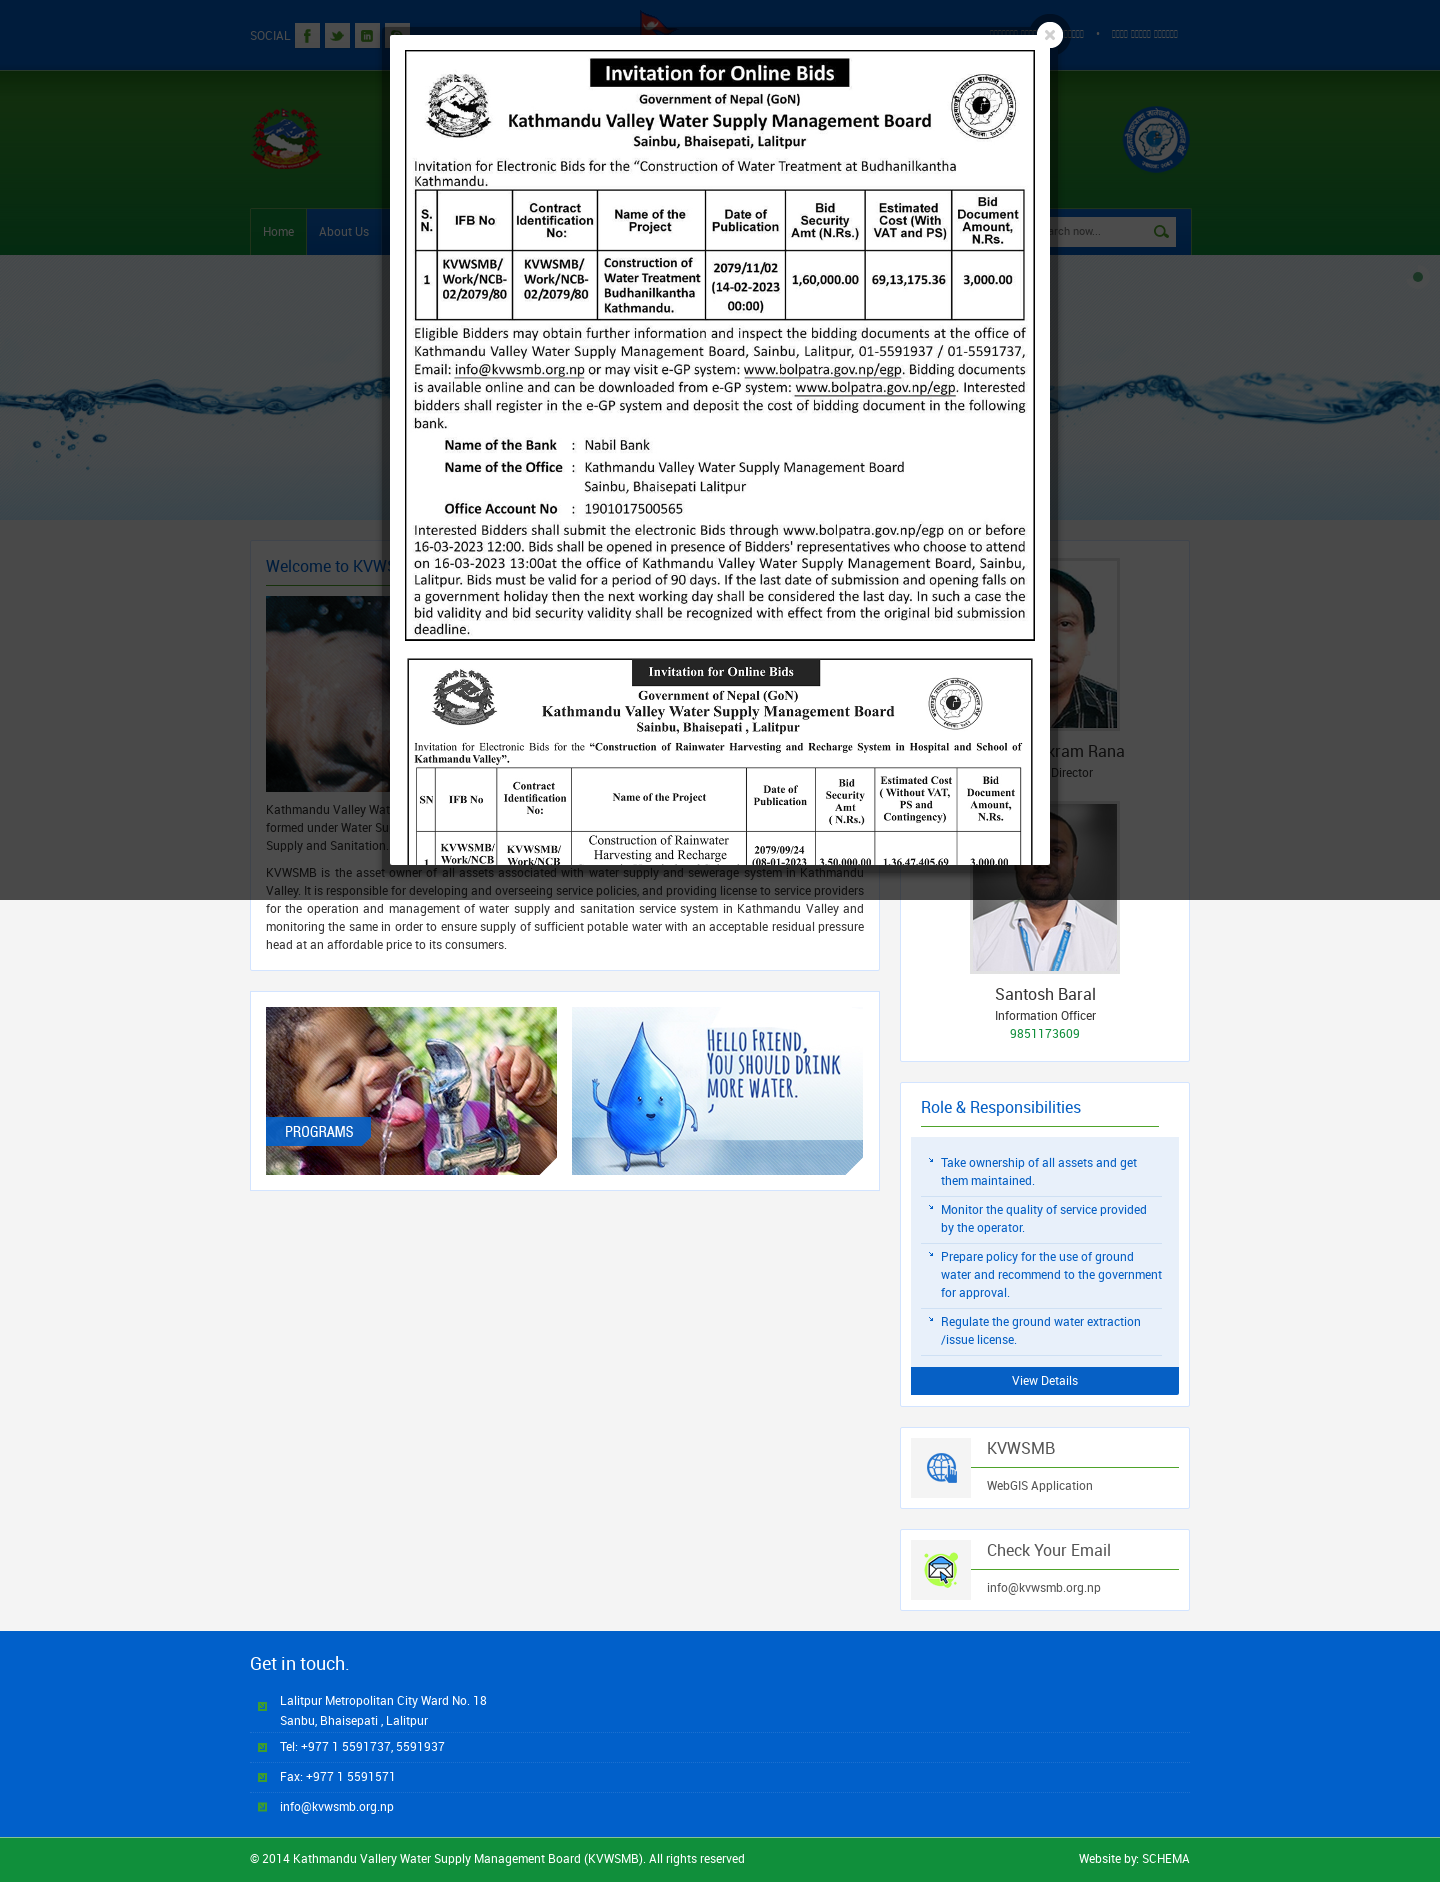 SOCIAL
Home
About Us
Invitation for Online Bids
Government of Nepal (GoN)
Kathmandu Valley Water Supply Management Board
Sainbu, Bhaisepati, Lalitpur
Invitation for Electronic Bids for the “Construction of Water Treatment at Budhanilkantha
Kathmandu.
S. N. IFB No Contract Identification No: Name of the Project Date of Publication Bid Security Amt (N.Rs.) Estimated Cost (With VAT and PS) Bid Document Amount, N.Rs.
1 KVWSMB/ Work/NCB- 02/2079/80 KVWSMB/ Work/NCB- 02/2079/80 Construction of Water Treatment Budhanilkantha Kathmandu. 2079/11/02 (14-02-2023 00:00) 1,60,000.00 69,13,175.36 3,000.00
Eligible Bidders may obtain further information and inspect the bidding documents at the office of
Kathmandu Valley Water Supply Management Board, Sainbu, Lalitpur, 01-5591937 / 01-5591737,
Email: info@kvwsmb.org.np or may visit e-GP system: www.bolpatra.gov.np/egp. Bidding documents
is available online and can be downloaded from e-GP system: www.bolpatra.gov.np/egp. Interested
bidders shall register in the e-GP system and deposit the cost of bidding document in the following
bank.
Name of the Bank : Nabil Bank
Name of the Office : Kathmandu Valley Water Supply Management Board
Sainbu, Bhaisepati Lalitpur
Office Account No : 1901017500565
Interested Bidders shall submit the electronic Bids through www.bolpatra.gov.np/egp on or before
16-03-2023 12:00. Bids shall be opened in presence of Bidders' representatives who choose to attend
on 16-03-2023 13:00at the office of Kathmandu Valley Water Supply Management Board, Sainbu,
Lalitpur. Bids must be valid for a period of 90 days. If the last date of submission and opening falls on
a government holiday then the next working day shall be considered the last day. In such a case the
bid validity and bid security validity shall be recognized with effect from the original bid submission
deadline.
Invitation for Online Bids
Government of Nepal (GoN)
Kathmandu Valley Water Supply Management Board
Sainbu, Bhaisepati , Lalitpur
Invitation for Electronic Bids for the “Construction of Rainwater Harvesting and Recharge System in Hospital and School of
Kathmandu Valley”.
SN IFB No Contract Identification No: Name of the Project Date of Publication Bid Security Amt ( N.Rs.) Estimated Cost ( Without VAT, PS and Contingency) Bid Document Amount, N.Rs.
1 KVWSMB/ Work/NCB KVWSMB/ Work/NCB Construction of Rainwater Harvesting and Recharge 2079/09/24 (08-01-2023 3,50,000.00 1,36,47,405.69 3,000.00
Welcome to
Kathmandu Valley
formed under Water
Supply and Sanitation.
KVWSMB is the asset owner of all assets associated with water supply and sewerage system in Kathmandu
Valley. It is responsible for developing and overseeing service policies, and providing license to service providers
for the operation and management of water supply and sanitation service system in Kathmandu Valley and
monitoring the same in order to ensure supply of sufficient potable water with an acceptable residual pressure
head at an affordable price to its consumers.
Rana
Director
Santosh Baral
Information Officer
9851173609
PROGRAMS
HELLO FRIEND,
YOU SHOULD DRINK
MORE WATER.
Role & Responsibilities
Take ownership of all assets and get
them maintained.
Monitor the quality of service provided
by the operator.
Prepare policy for the use of ground
water and recommend to the government
for approval.
Regulate the ground water extraction
/issue license.
View Details
KVWSMB
WebGIS Application
Check Your Email
info@kvwsmb.org.np
Get in touch.
Lalitpur Metropolitan City Ward No. 18
Sanbu, Bhaisepati , Lalitpur
Tel: +977 1 5591737, 5591937
Fax: +977 1 5591571
info@kvwsmb.org.np
© 2014 Kathmandu Vallery Water Supply Management Board (KVWSMB). All rights reserved
Website by: SCHEMA